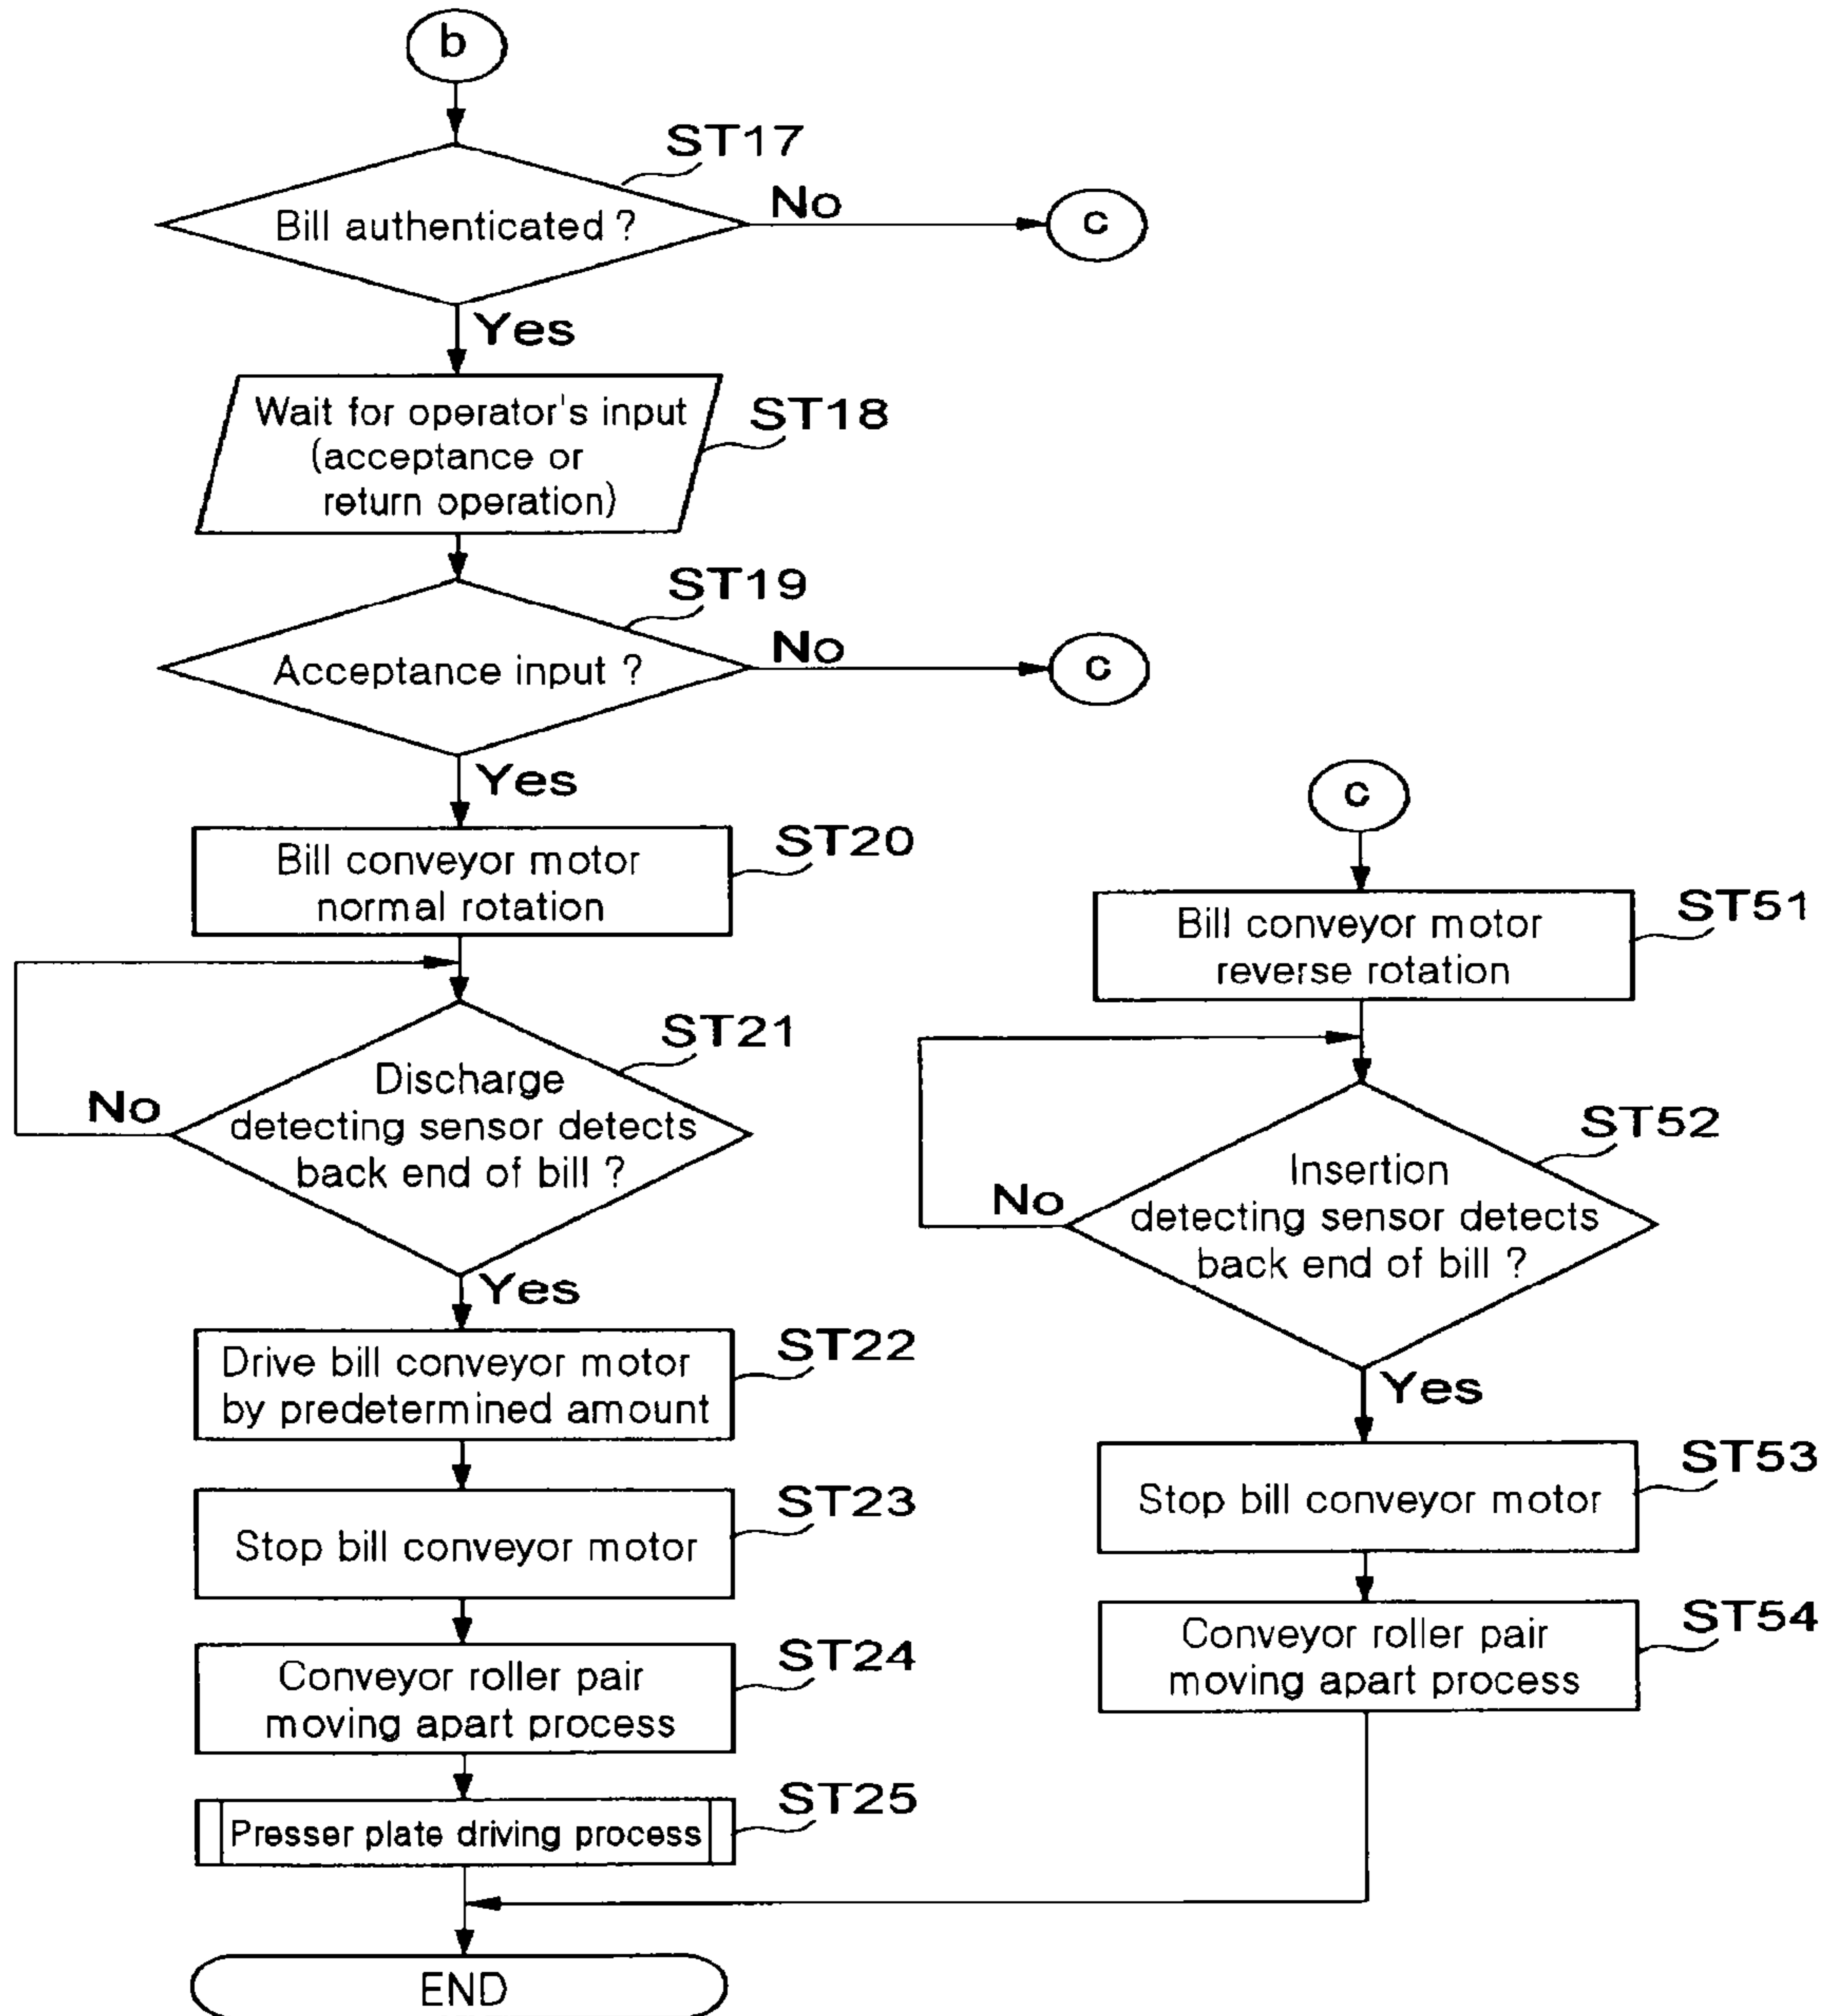 b
ST17
Bill authenticated ?
No
c
Yes
Wait for operator's input
(acceptance or
return operation)
ST18
ST19
Acceptance input ?
No
c
Yes
Bill conveyor motor
normal rotation
ST20
ST21
Discharge
detecting sensor detects
back end of bill ?
No
Yes
Drive bill conveyor motor
by predetermined amount
ST22
Stop bill conveyor motor
ST23
Conveyor roller pair
moving apart process
ST24
Presser plate driving process
ST25
END
c
Bill conveyor motor
reverse rotation
ST51
ST52
Insertion
detecting sensor detects
back end of bill ?
No
Yes
Stop bill conveyor motor
ST53
Conveyor roller pair
moving apart process
ST54